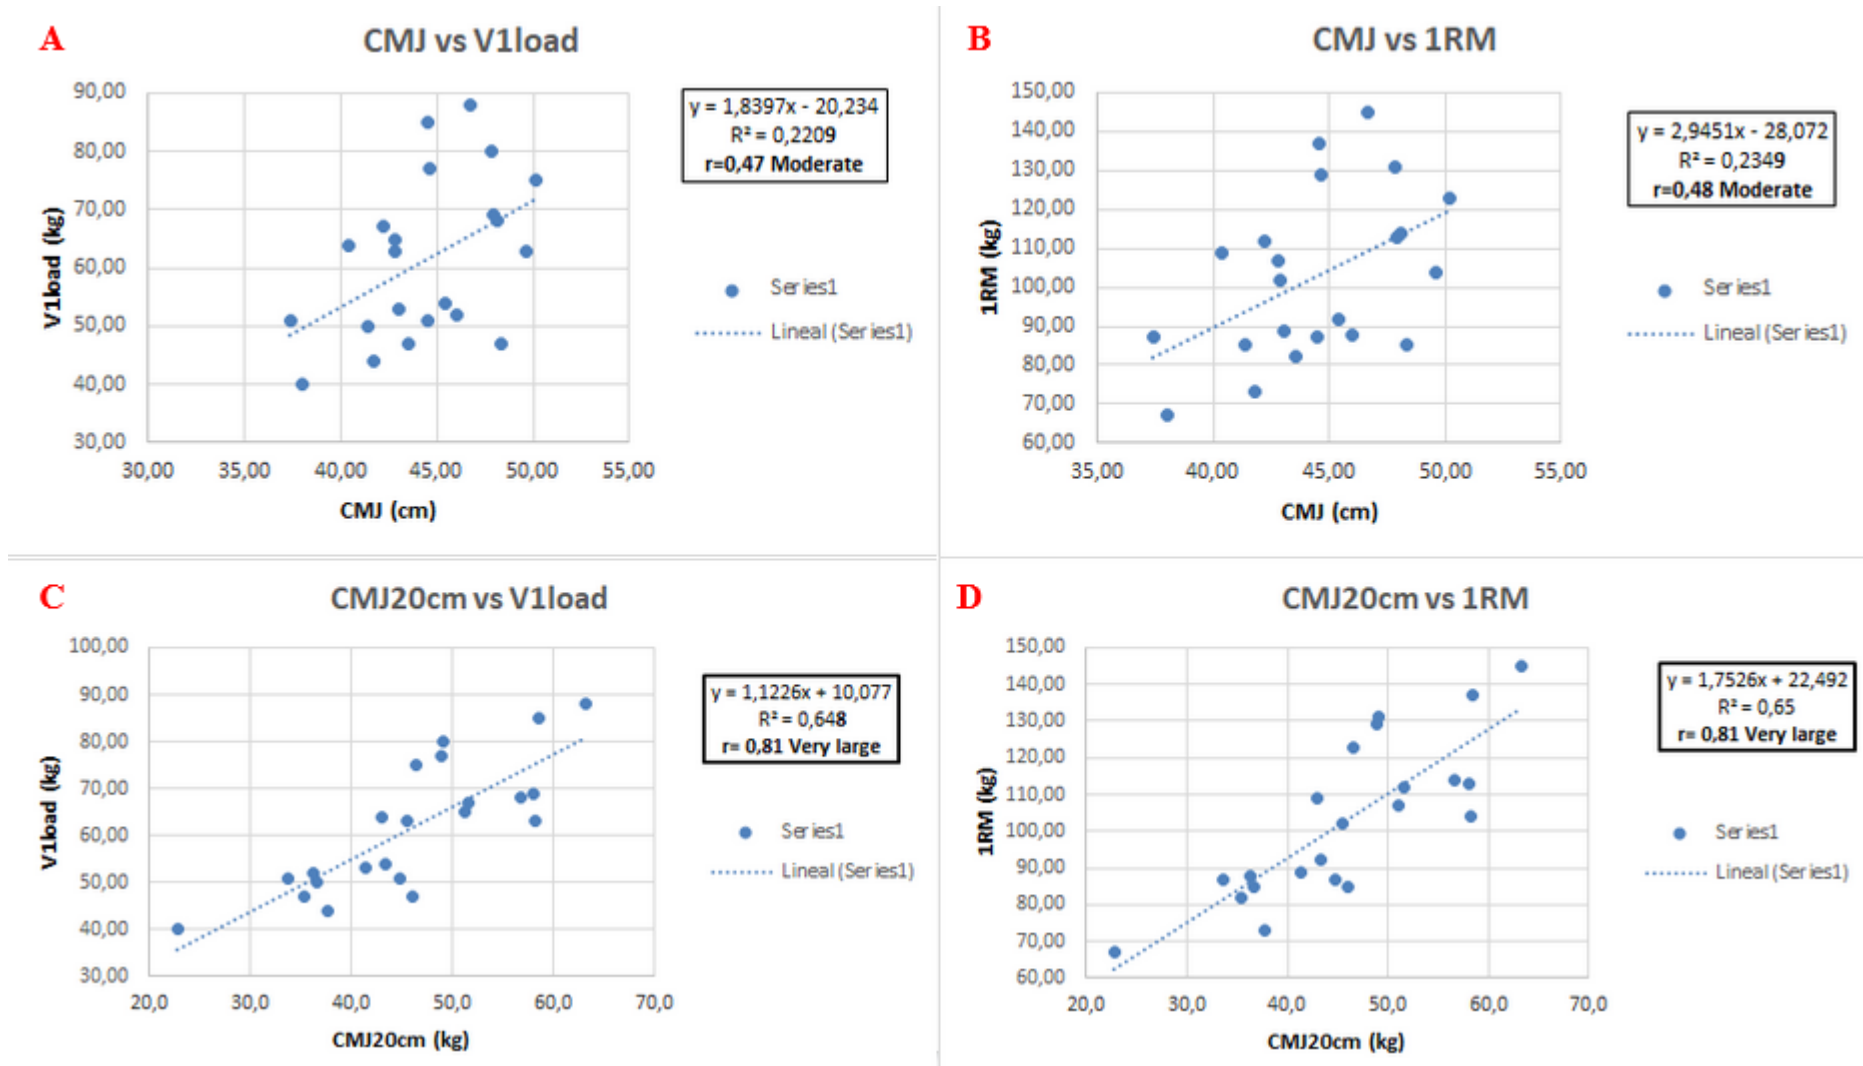 A
CMJ vs V1load
90,00
80,00
70,00
60,00
50,00
40,00
30,00
V1load (kg)
30,00 35,00 40,00 45,00 50,00 55,00
CMJ (cm)
y = 1,8397x - 20,234
R² = 0,2209
r=0,47 Moderate
Series1
Lineal (Series1)
B
CMJ vs 1RM
150,00
140,00
130,00
120,00
110,00
100,00
90,00
80,00
70,00
60,00
1RM (kg)
35,00 40,00 45,00 50,00 55,00
CMJ (cm)
y = 2,9451x - 28,072
R² = 0,2349
r=0,48 Moderate
Series1
Lineal (Series1)
C
CMJ20cm vs V1load
100,00
90,00
80,00
70,00
60,00
50,00
40,00
30,00
V1load (kg)
20,0 30,0 40,0 50,0 60,0 70,0
CMJ20cm (kg)
y = 1,1226x + 10,077
R² = 0,648
r= 0,81 Very large
Series1
Lineal (Series1)
D
CMJ20cm vs 1RM
150,00
140,00
130,00
120,00
110,00
100,00
90,00
80,00
70,00
60,00
1RM (kg)
20,0 30,0 40,0 50,0 60,0 70,0
CMJ20cm (kg)
y = 1,7526x + 22,492
R² = 0,65
r= 0,81 Very large
Series1
Lineal (Series1)